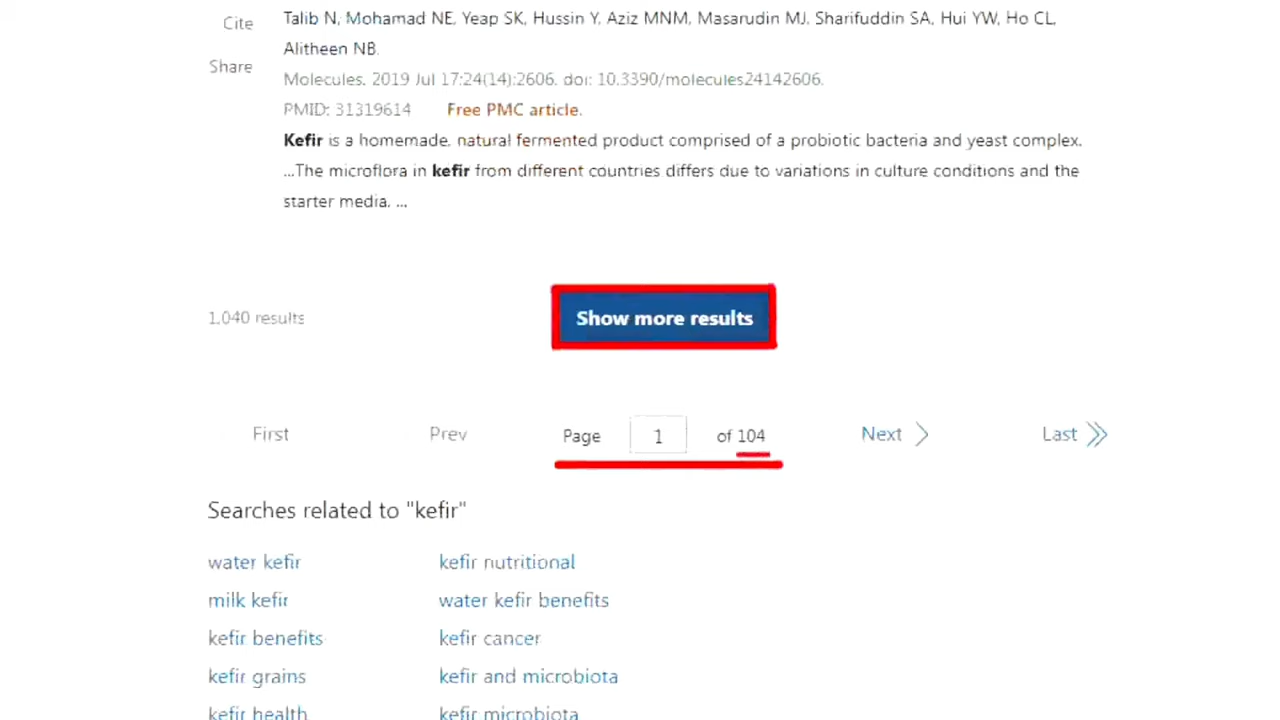 Cite
Talib N, Mohamad NE, Yeap SK, Hussin Y, Aziz MNM, Masarudin MJ, Sharifuddin SA, Hui YW, Ho CL,
Alitheen NB.
Share
Molecules. 2019 Jul 17;24(14):2606. doi: 10.3390/molecules24142606.
PMID: 31319614 Free PMC article.
Kefir is a homemade, natural fermented product comprised of a probiotic bacteria and yeast complex.
...The microflora in kefir from different countries differs due to variations in culture conditions and the
starter media. ...
1,040 results
Show more results
First Prev Page 1 of 104 Next Last
Searches related to "kefir"
water kefir kefir nutritional
milk kefir water kefir benefits
kefir benefits kefir cancer
kefir grains kefir and microbiota
kefir health kefir microbiota